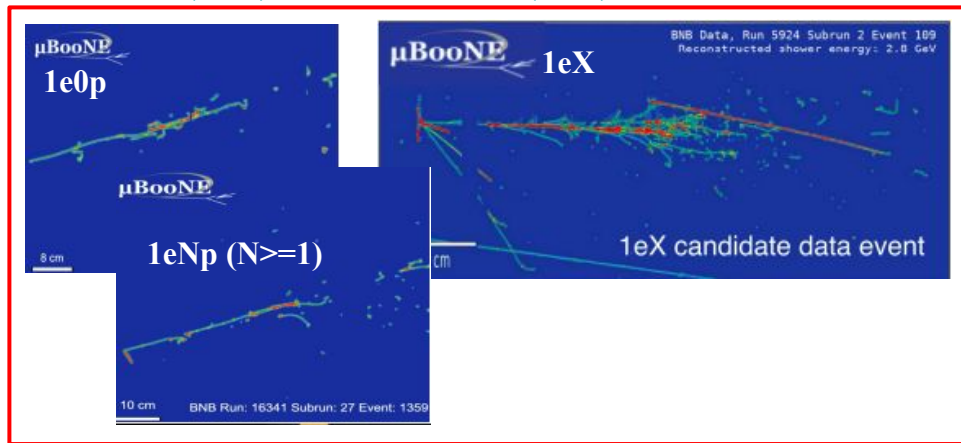 µBooNE
1e0p
8 cm
µBooNE
1eNp (N>=1)
10 cm
BNB Run: 16341 Subrun: 27 Event: 1359
µBooNE
1eX
BNB Data, Run 5924 Subrun 2 Event 109
Reconstructed shower energy: 2.0 GeV
cm
1eX candidate data event